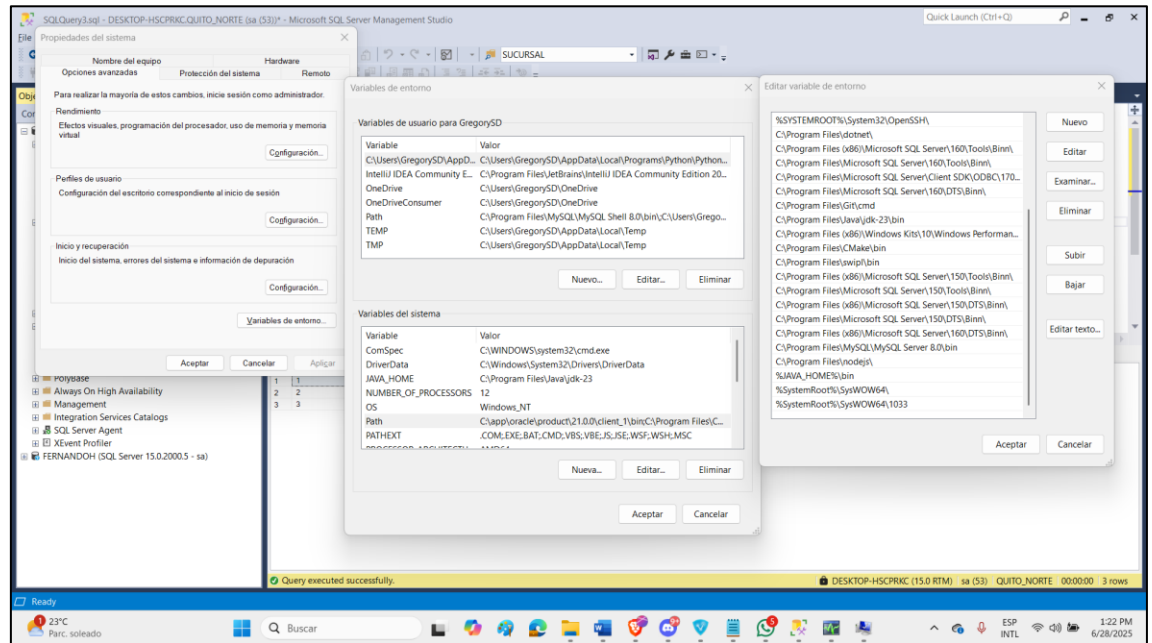 SQLQuery3.sql - DESKTOP-HSCPRKC.QUITO_NORTE (sa (53))* - Microsoft SQL Server Management Studio
Quick Launch (Ctrl+Q)
File
Propiedades del sistema
SUCURSAL
Nombre del equipo
Hardware
Opciones avanzadas
Protección del sistema
Remoto
Para realizar la mayoría de estos cambios, inicie sesión como administrador.
Rendimiento
Efectos visuales, programación del procesador, uso de memoria y memoria
virtual
Configuración...
Perfiles de usuario
Configuración del escritorio correspondiente al inicio de sesión
Configuración...
Inicio y recuperación
Inicio del sistema, errores del sistema e información de depuración
Configuración...
Variables de entorno...
Aceptar
Cancelar
Aplicar
Variables de entorno
Variables de usuario para GregorySD
Variable Valor
C:\Users\GregorySD\AppD... C:\Users\GregorySD\AppData\Local\Programs\Python\Python...
IntelliJ IDEA Community E... C:\Program Files\JetBrains\IntelliJ IDEA Community Edition 20...
OneDrive C:\Users\GregorySD\OneDrive
OneDriveConsumer C:\Users\GregorySD\OneDrive
Path C:\Program Files\MySQL\MySQL Shell 8.0\bin\;C:\Users\Grego...
TEMP C:\Users\GregorySD\AppData\Local\Temp
TMP C:\Users\GregorySD\AppData\Local\Temp
Nuevo...
Editar...
Eliminar
Variables del sistema
Variable Valor
ComSpec C:\WINDOWS\system32\cmd.exe
DriverData C:\Windows\System32\Drivers\DriverData
JAVA_HOME C:\Program Files\Java\jdk-23
NUMBER_OF_PROCESSORS 12
OS Windows_NT
Path C:\app\oracle\product\21.0.0\client_1\bin;C:\Program Files\C...
PATHEXT .COM;.EXE;.BAT;.CMD;.VBS;.VBE;.JS;.JSE;.WSF;.WSH;.MSC
Nueva...
Editar...
Eliminar
Aceptar
Cancelar
Editar variable de entorno
%SYSTEMROOT%\System32\OpenSSH\
C:\Program Files\dotnet\
C:\Program Files (x86)\Microsoft SQL Server\160\Tools\Binn\
C:\Program Files\Microsoft SQL Server\160\Tools\Binn\
C:\Program Files\Microsoft SQL Server\Client SDK\ODBC\170...
C:\Program Files\Microsoft SQL Server\160\DTS\Binn\
C:\Program Files\Git\cmd
C:\Program Files\Java\jdk-23\bin
C:\Program Files (x86)\Windows Kits\10\Windows Performan...
C:\Program Files\CMake\bin
C:\Program Files\swipl\bin
C:\Program Files (x86)\Microsoft SQL Server\150\Tools\Binn\
C:\Program Files\Microsoft SQL Server\150\Tools\Binn\
C:\Program Files (x86)\Microsoft SQL Server\150\DTS\Binn\
C:\Program Files\Microsoft SQL Server\150\DTS\Binn\
C:\Program Files (x86)\Microsoft SQL Server\160\DTS\Binn\
C:\Program Files\MySQL\MySQL Server 8.0\bin
C:\Program Files\nodejs\
%JAVA_HOME%\bin
%SystemRoot%\SysWOW64\
%SystemRoot%\SysWOW64\1033
Nuevo
Editar
Examinar...
Eliminar
Subir
Bajar
Editar texto...
Aceptar
Cancelar
PolyBase
Always On High Availability
Management
Integration Services Catalogs
SQL Server Agent
XEvent Profiler
FERNANDOH (SQL Server 15.0.2000.5 - sa)
1 1
2 2
3 3
Query executed successfully.
DESKTOP-HSCPRKC (15.0 RTM) sa (53) QUITO_NORTE 00:00:00 3 rows
Ready
1
23°C
Parc. soleado
Buscar
ESP
INTL
1:22 PM
6/28/2025